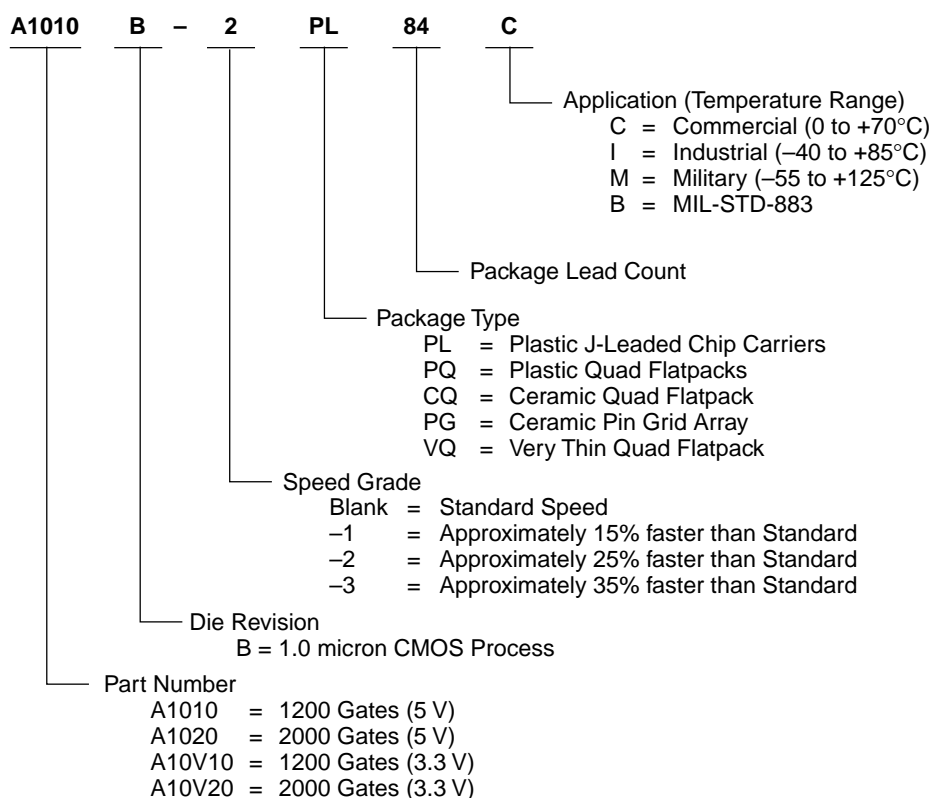 A1010 B – 2 PL 84 C
Application (Temperature Range)
C = Commercial (0 to +70°C)
I = Industrial (–40 to +85°C)
M = Military (–55 to +125°C)
B = MIL-STD-883
Package Lead Count
Package Type
PL = Plastic J-Leaded Chip Carriers
PQ = Plastic Quad Flatpacks
CQ = Ceramic Quad Flatpack
PG = Ceramic Pin Grid Array
VQ = Very Thin Quad Flatpack
Speed Grade
Blank = Standard Speed
–1 = Approximately 15% faster than Standard
–2 = Approximately 25% faster than Standard
–3 = Approximately 35% faster than Standard
Die Revision
B = 1.0 micron CMOS Process
Part Number
A1010 = 1200 Gates (5 V)
A1020 = 2000 Gates (5 V)
A10V10 = 1200 Gates (3.3 V)
A10V20 = 2000 Gates (3.3 V)